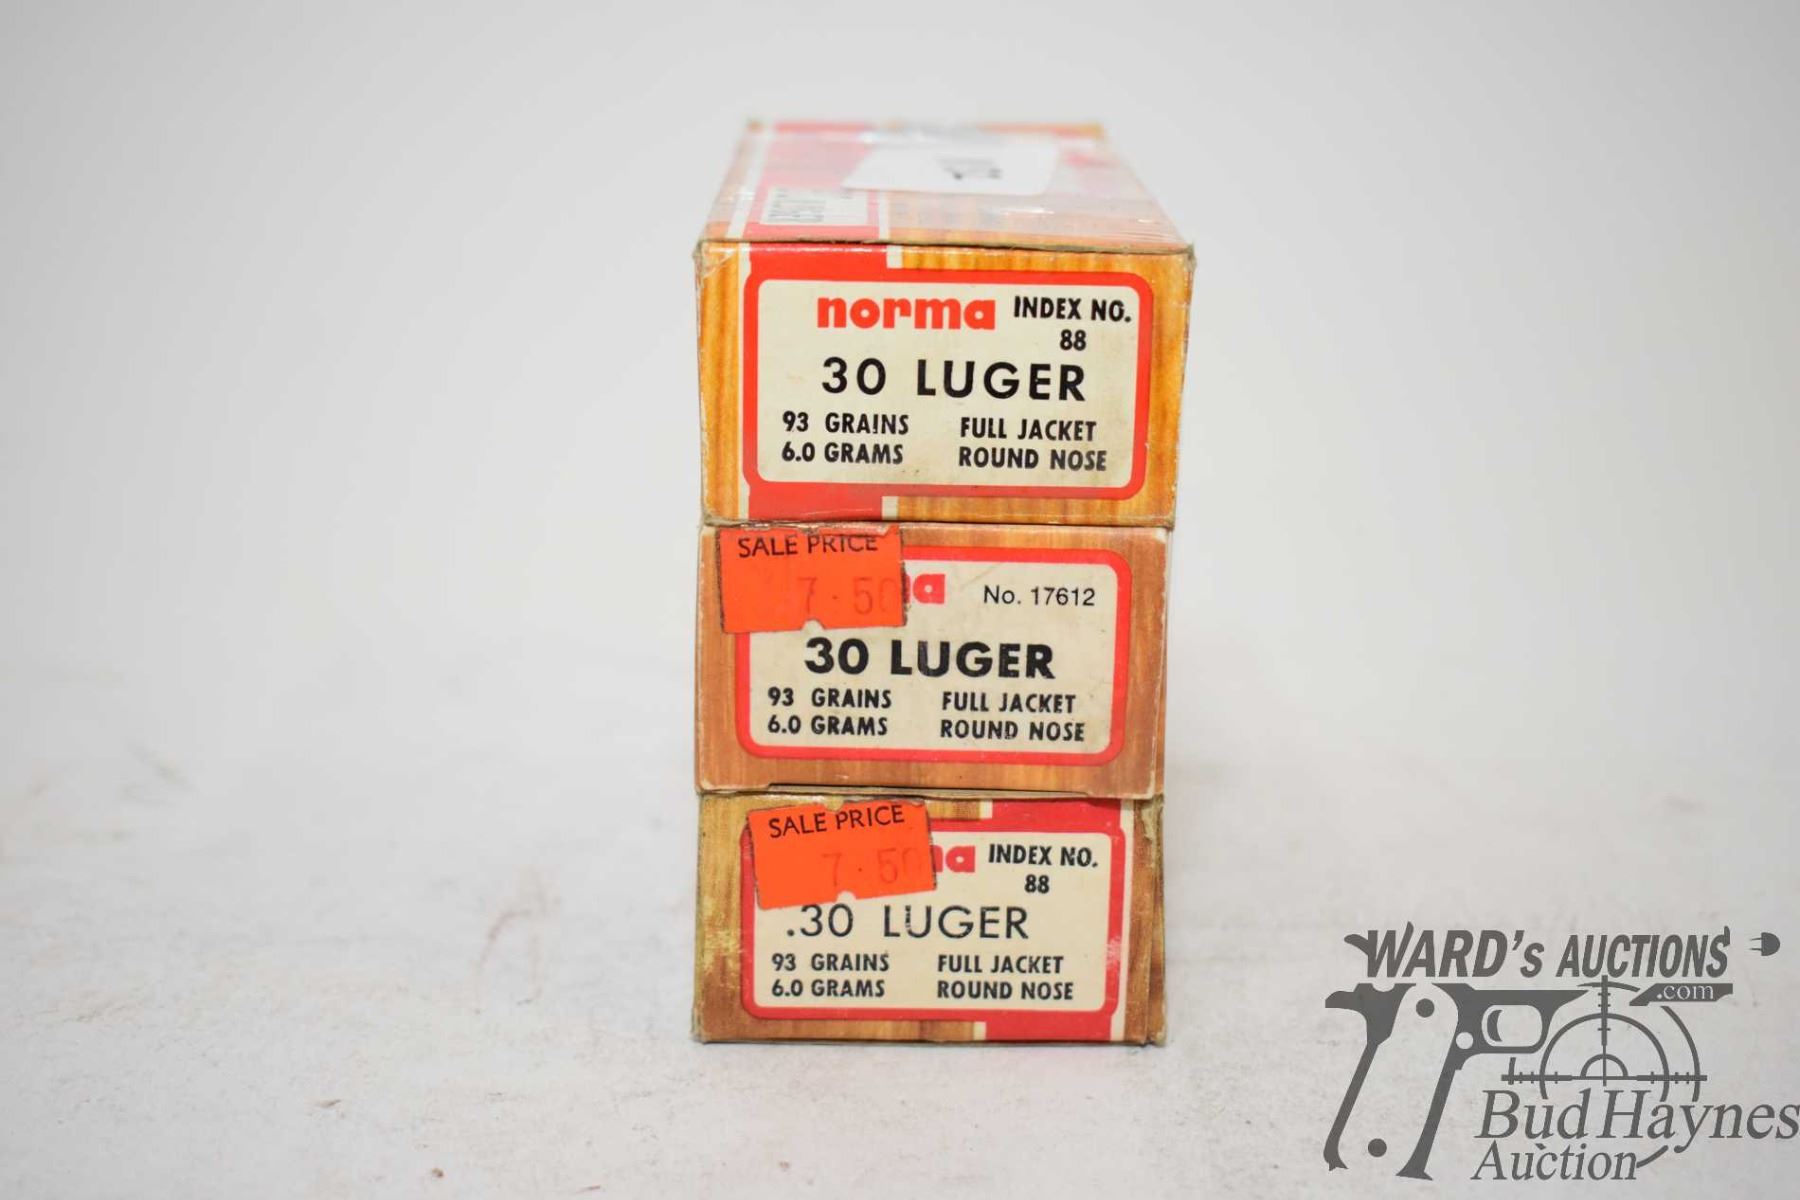 norma INDEX NO.
88
30 LUGER
93 GRAINS FULL JACKET
6.0 GRAMS ROUND NOSE
SALE PRICE
7.50
ma No. 17612
30 LUGER
93 GRAINS FULL JACKET
6.0 GRAMS ROUND NOSE
SALE PRICE
7.50
ma INDEX NO.
88
.30 LUGER
93 GRAINS FULL JACKET
6.0 GRAMS ROUND NOSE
WARD's AUCTIONS
.com
Bud Haynes
Auction